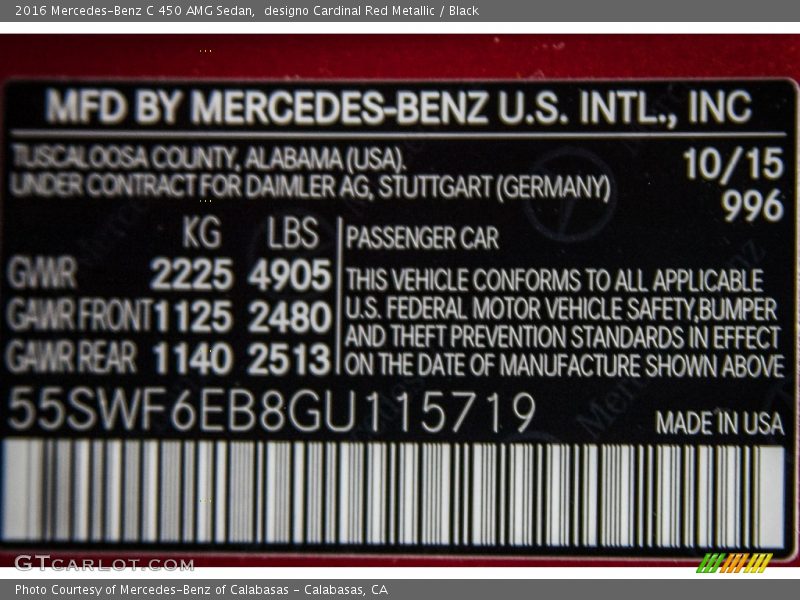 2016 Mercedes-Benz C 450 AMG Sedan,  designo Cardinal Red Metallic / Black
MFD BY MERCEDES-BENZ U.S. INTL., INC
TUSCALOOSA COUNTY, ALABAMA (USA). 10/15
UNDER CONTRACT FOR DAIMLER AG, STUTTGART (GERMANY) 996
KG LBS
GVWR 2225 4905
GAWR FRONT 1125 2480
GAWR REAR 1140 2513
PASSENGER CAR
THIS VEHICLE CONFORMS TO ALL APPLICABLE
U.S. FEDERAL MOTOR VEHICLE SAFETY,BUMPER
AND THEFT PREVENTION STANDARDS IN EFFECT
ON THE DATE OF MANUFACTURE SHOWN ABOVE
55SWF6EB8GU115719
MADE IN USA
GTCARLOT.COM
Photo Courtesy of Mercedes-Benz of Calabasas - Calabasas, CA